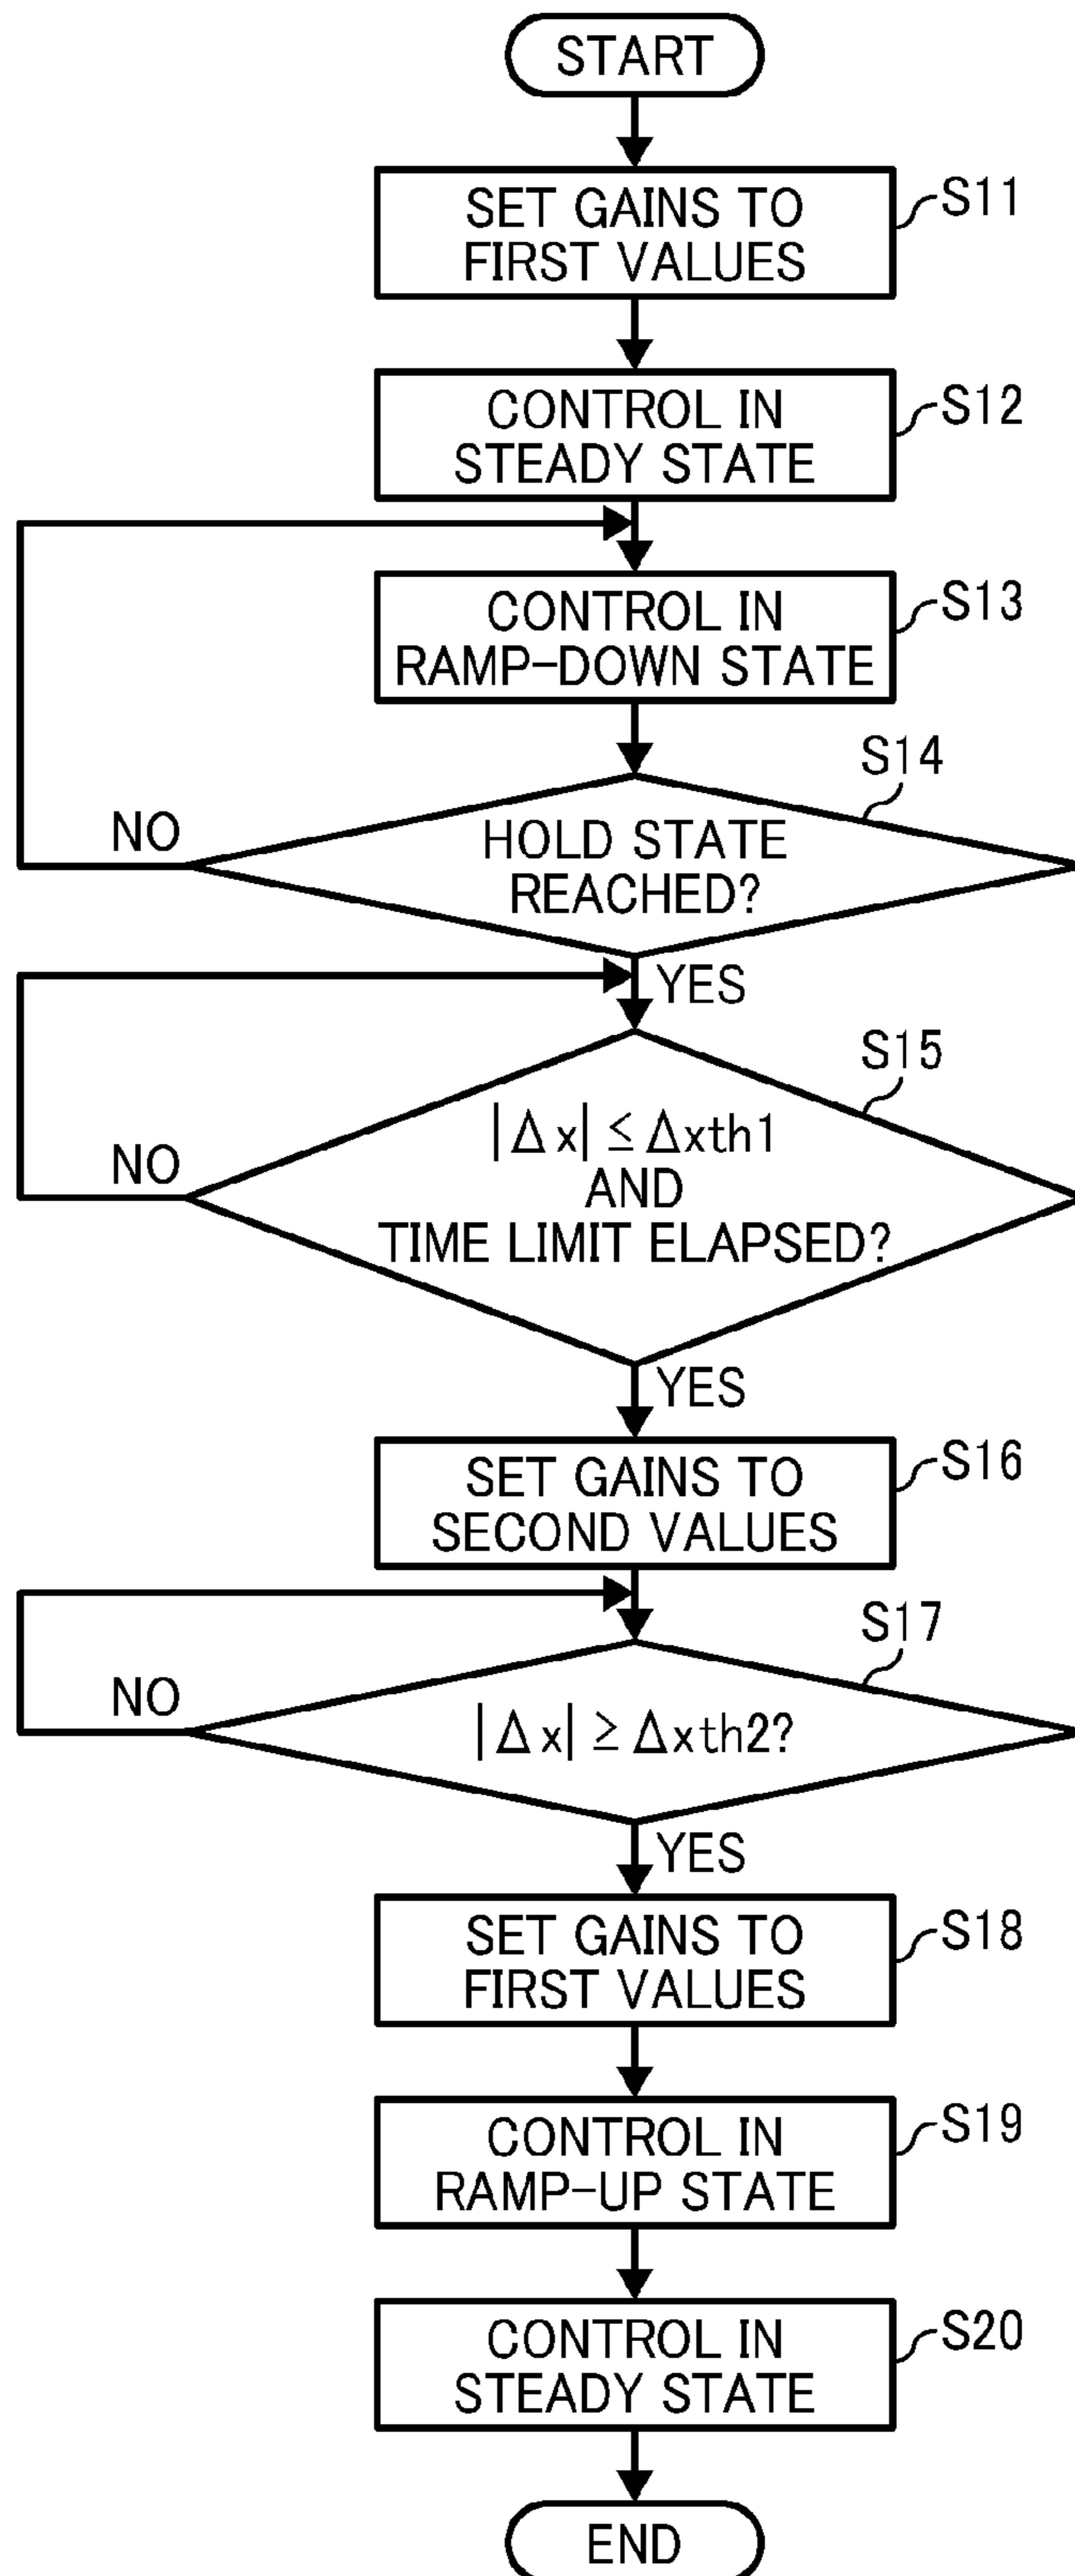 START
SET GAINS TO
FIRST VALUES
S11
CONTROL IN
STEADY STATE
S12
CONTROL IN
RAMP-DOWN STATE
S13
HOLD STATE
REACHED?
S14
NO
YES
|Δx| ≤ Δxth1
AND
TIME LIMIT ELAPSED?
S15
NO
YES
SET GAINS TO
SECOND VALUES
S16
|Δx| ≥ Δxth2?
S17
NO
YES
SET GAINS TO
FIRST VALUES
S18
CONTROL IN
RAMP-UP STATE
S19
CONTROL IN
STEADY STATE
S20
END